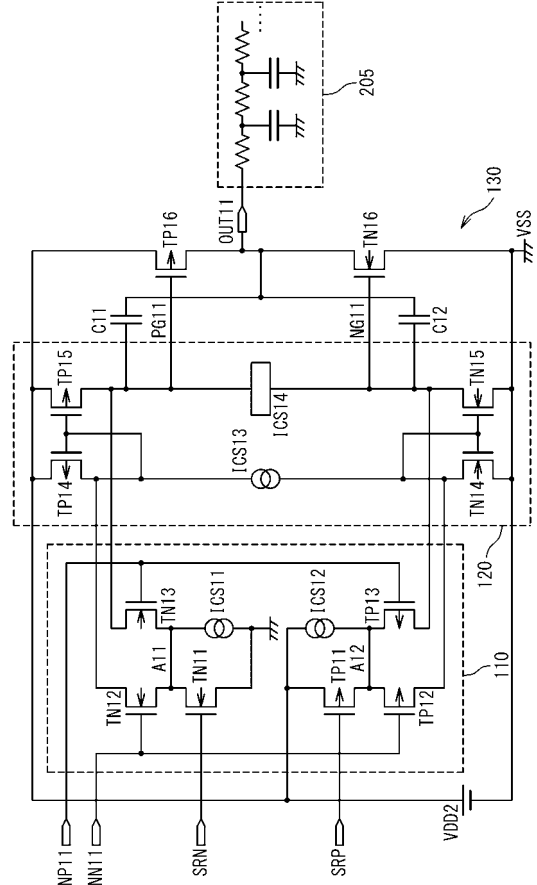 205
OUT11
130
TP16
TN16
VSS
C11
PG11
NG11
C12
TP15
ICS14
TN15
ICS13
TP14
TN14
120
TN13
ICS11
ICS12
TP13
A11
A12
TN12
TN11
TP11
TP12
110
NP11
NN11
SRN
SRP
VDD2